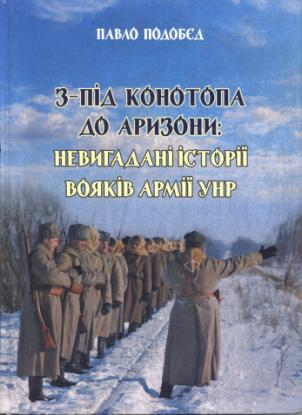 ПАВЛО ПОДОБЄД
З-ПІД КОНОТОПА
ДО АРИЗОНИ:
НЕВИГАДАНІ ІСТОРІЇ
ВОЯКІВ АРМІЇ УНР